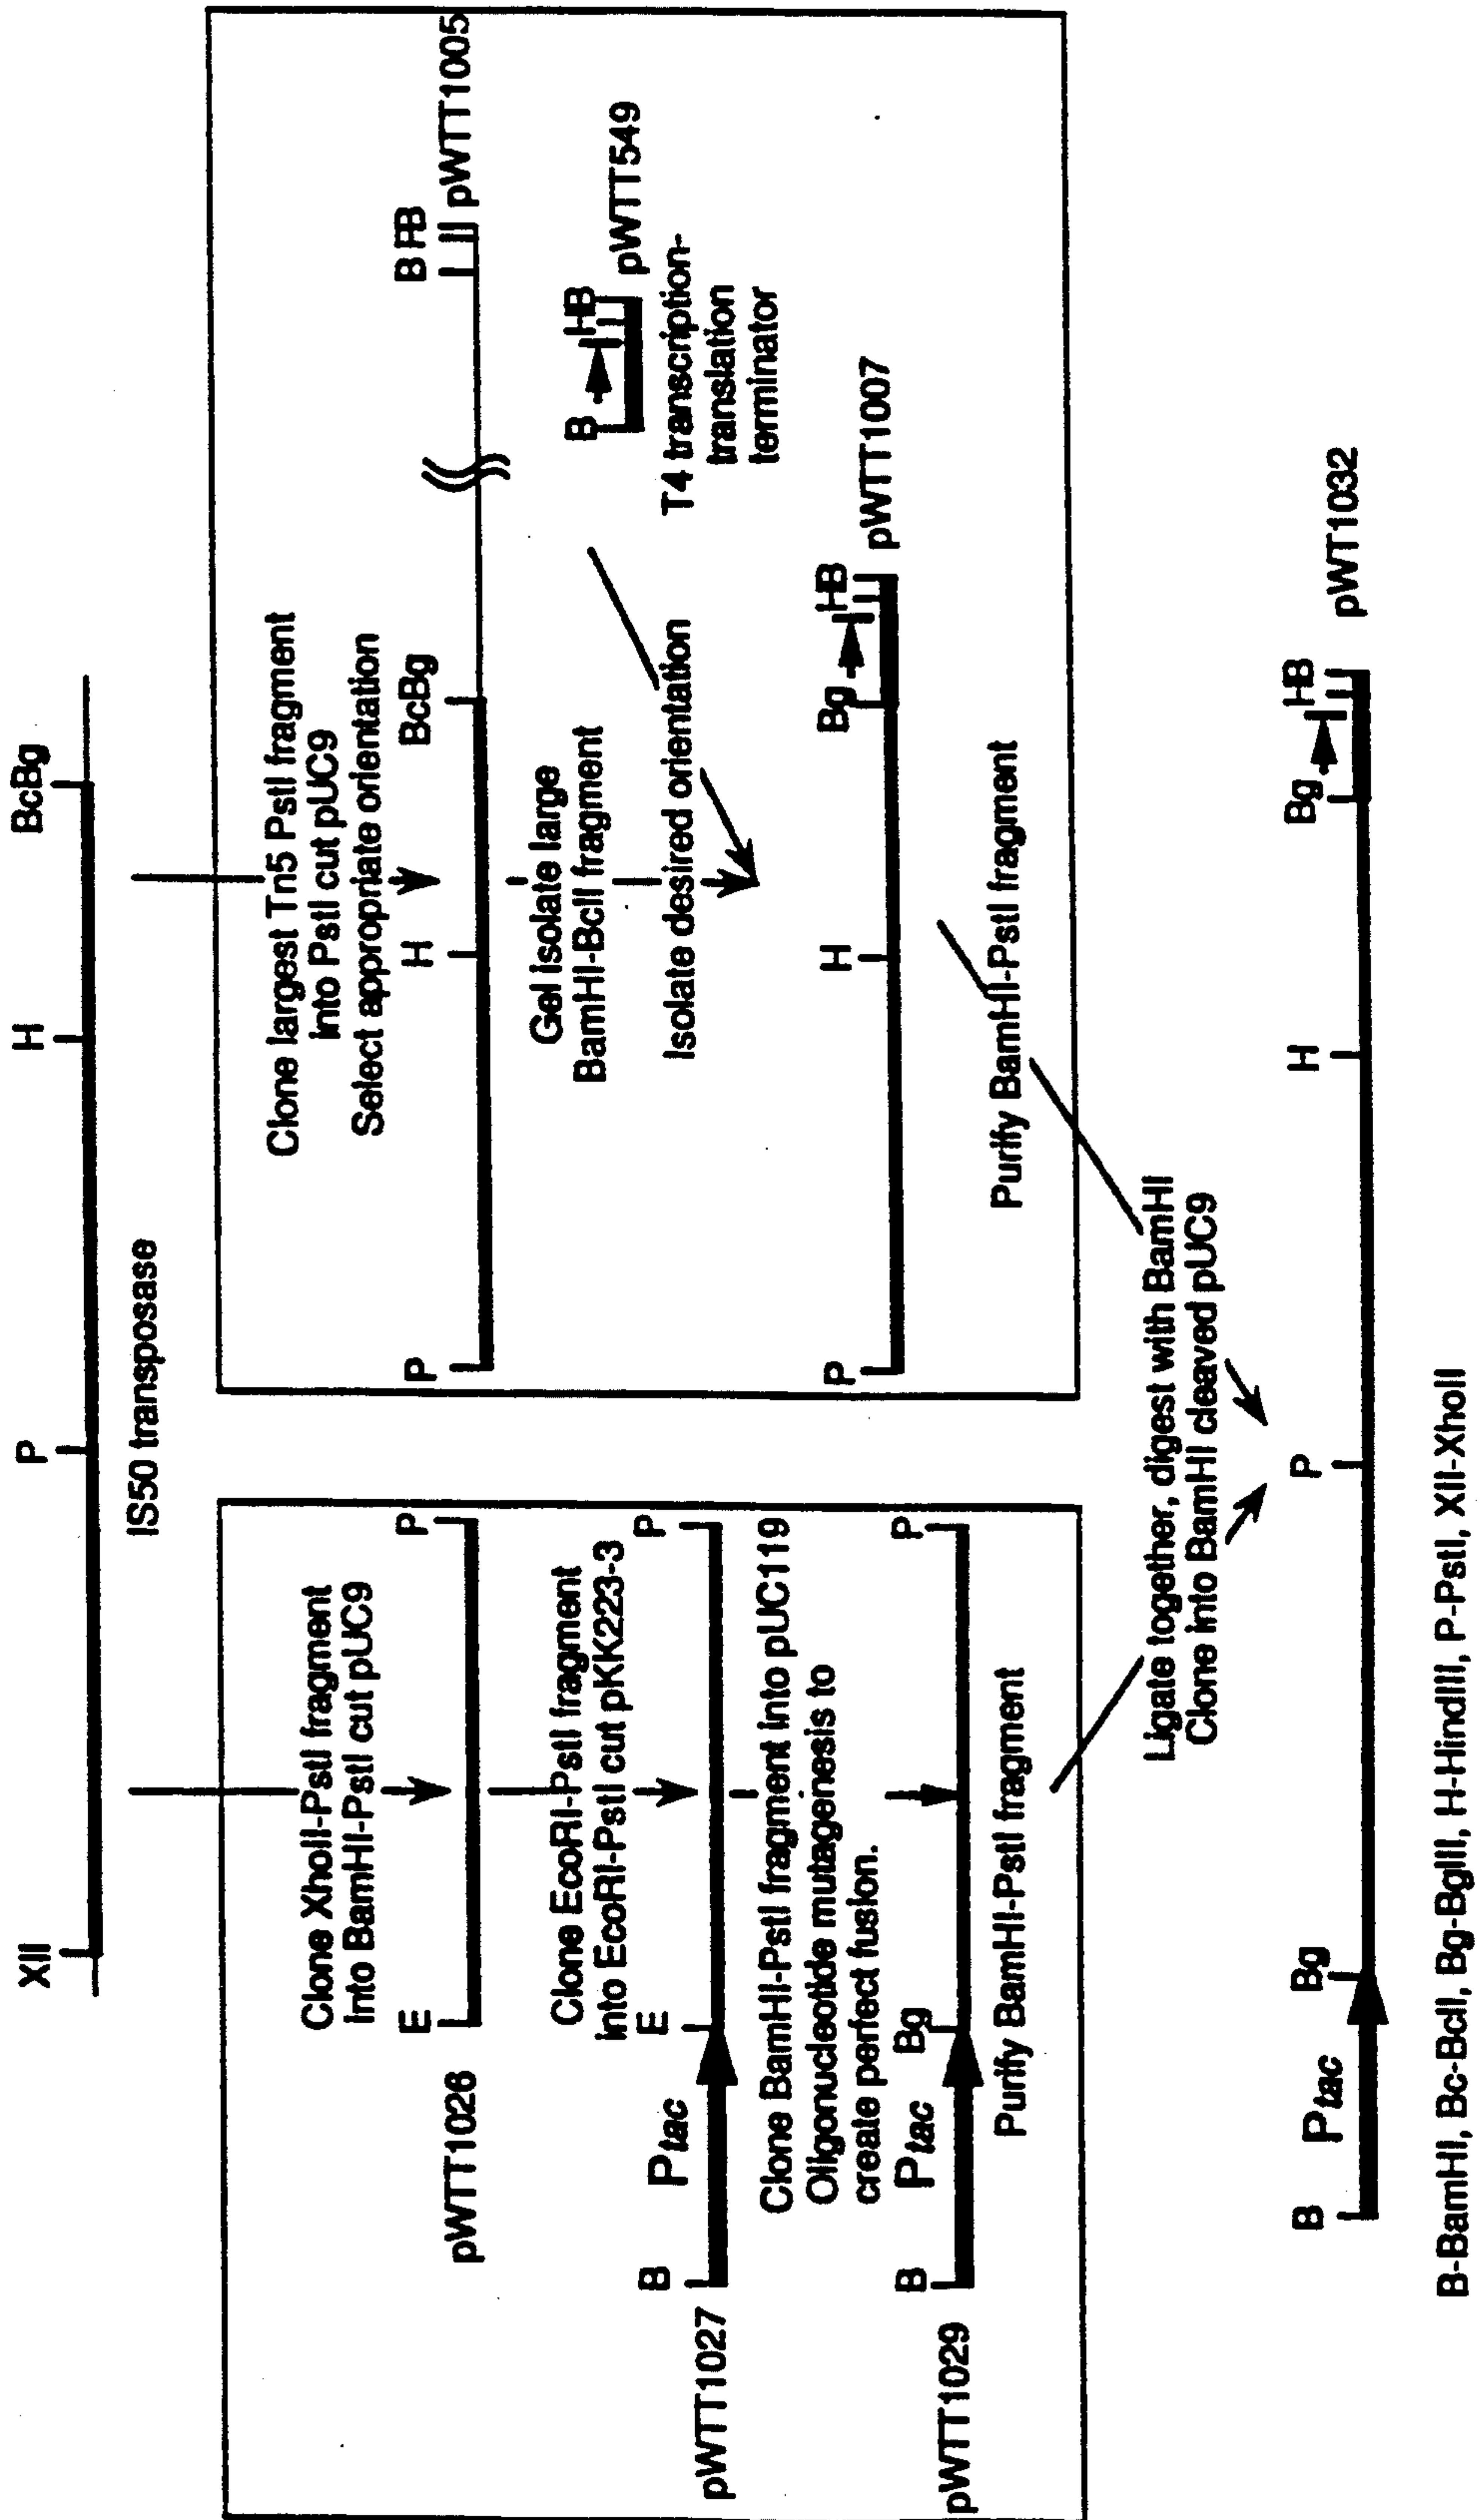 XII
P
H
BcBg
IS50 transposase
Clone XhoII-PstI fragment
into BamHI-PstI cut pUC9
E
P
pWTT1026
Clone EcoRI-PstI fragment
into EcoRI-PstI cut pKK223-3
B
Ptac
E
P
pWTT1027
Clone BamHI-PstI fragment into pUC119
Oligonucleotide mutagenesis to
create perfect fusion.
B
Ptac
Bg
P
pWTT1029
Purify BamHI-PstI fragment
Clone largest Tn5 PstI fragment
into PstI cut pUC9
Select appropriate orientation
P
H
BcBg
B HB
pWTT1005
Gel isolate large
BamHI-BclI fragment
B
HB
pWTT549
T4 transcription-
translation
terminator
Isolate desired orientation
P
H
Bg
HB
pWTT1007
Purify BamHI-PstI fragment
Ligate together, digest with BamHI
Clone into BamHI cleaved pUC9
B
Ptac
Bg
P
H
Bg
HB
pWT1032
B-BamHI, Bc-BclI, Bg-BglII, H-HindIII, P-PstI, XII-XhoII